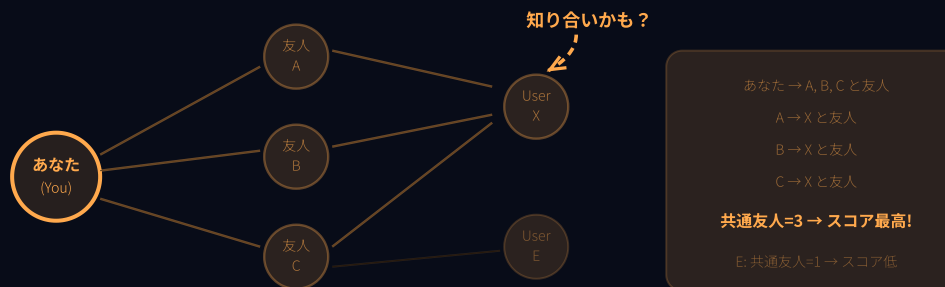 知り合いかも？
友人
A
User
X
友人
B
あなた
(You)
友人
C
User
E
あなた → A, B, C と友人
A → X と友人
B → X と友人
C → X と友人
共通友人=3 → スコア最高!
E: 共通友人=1 → スコア低